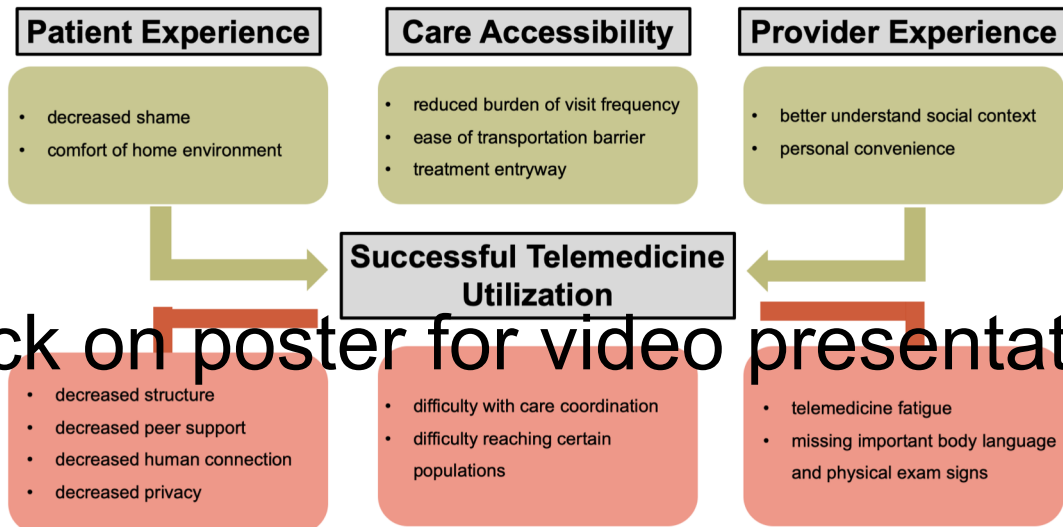 Patient Experience
Care Accessibility
Provider Experience
decreased shame
comfort of home environment
reduced burden of visit frequency
ease of transportation barrier
treatment entryway
better understand social context
personal convenience
Successful Telemedicine
Utilization
ck on poster for video presentat
decreased structure
decreased peer support
decreased human connection
decreased privacy
difficulty with care coordination
difficulty reaching certain
populations
telemedicine fatigue
missing important body language
and physical exam signs